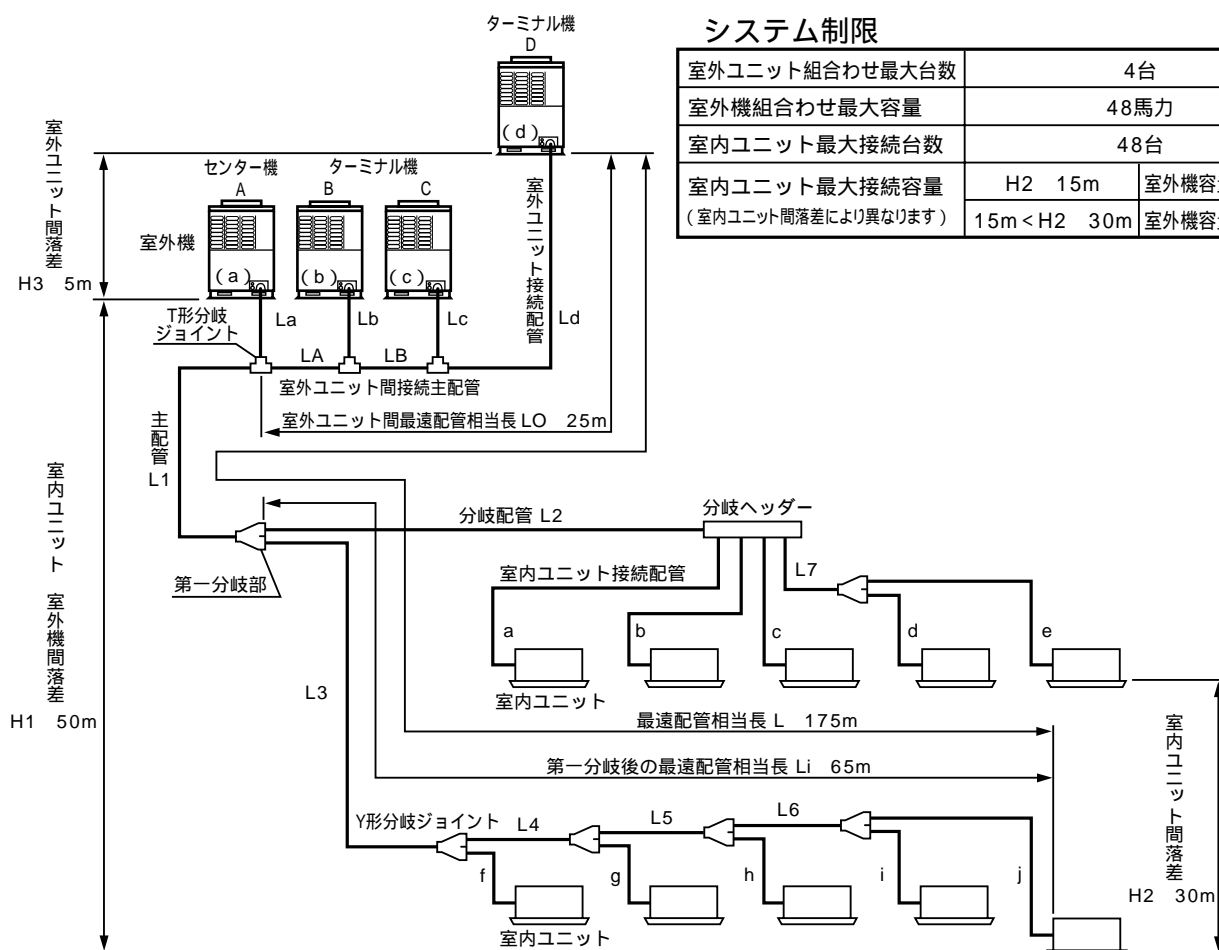 ターミナル機
D
(d)
システム制限
室外ユニット組合わせ最大台数 4台
室外機組合わせ最大容量 48馬力
室内ユニット最大接続台数 48台
室内ユニット最大接続容量
(室内ユニット間落差により異なります)
H2 15m 室外機容
15m<H2 30m 室外機容
室外ユニット間落差
H3 5m
センター機
A
ターミナル機
B
C
室外機
(a)
(b)
(c)
室外ユニット接続配管
T形分岐
ジョイント
La
Lb
Lc
Ld
LA
LB
室外ユニット間接続主配管
室外ユニット間最遠配管相当長 LO 25m
主配管
L1
室内ユニット 室外機間落差
H1 50m
分岐配管 L2
分岐ヘッダー
第一分岐部
室内ユニット接続配管
L7
a
b
c
d
e
室内ユニット
L3
最遠配管相当長 L 175m
第一分岐後の最遠配管相当長 Li 65m
室内ユニット間落差
H2 30m
Y形分岐ジョイント
L4
L5
L6
f
g
h
i
j
室内ユニット